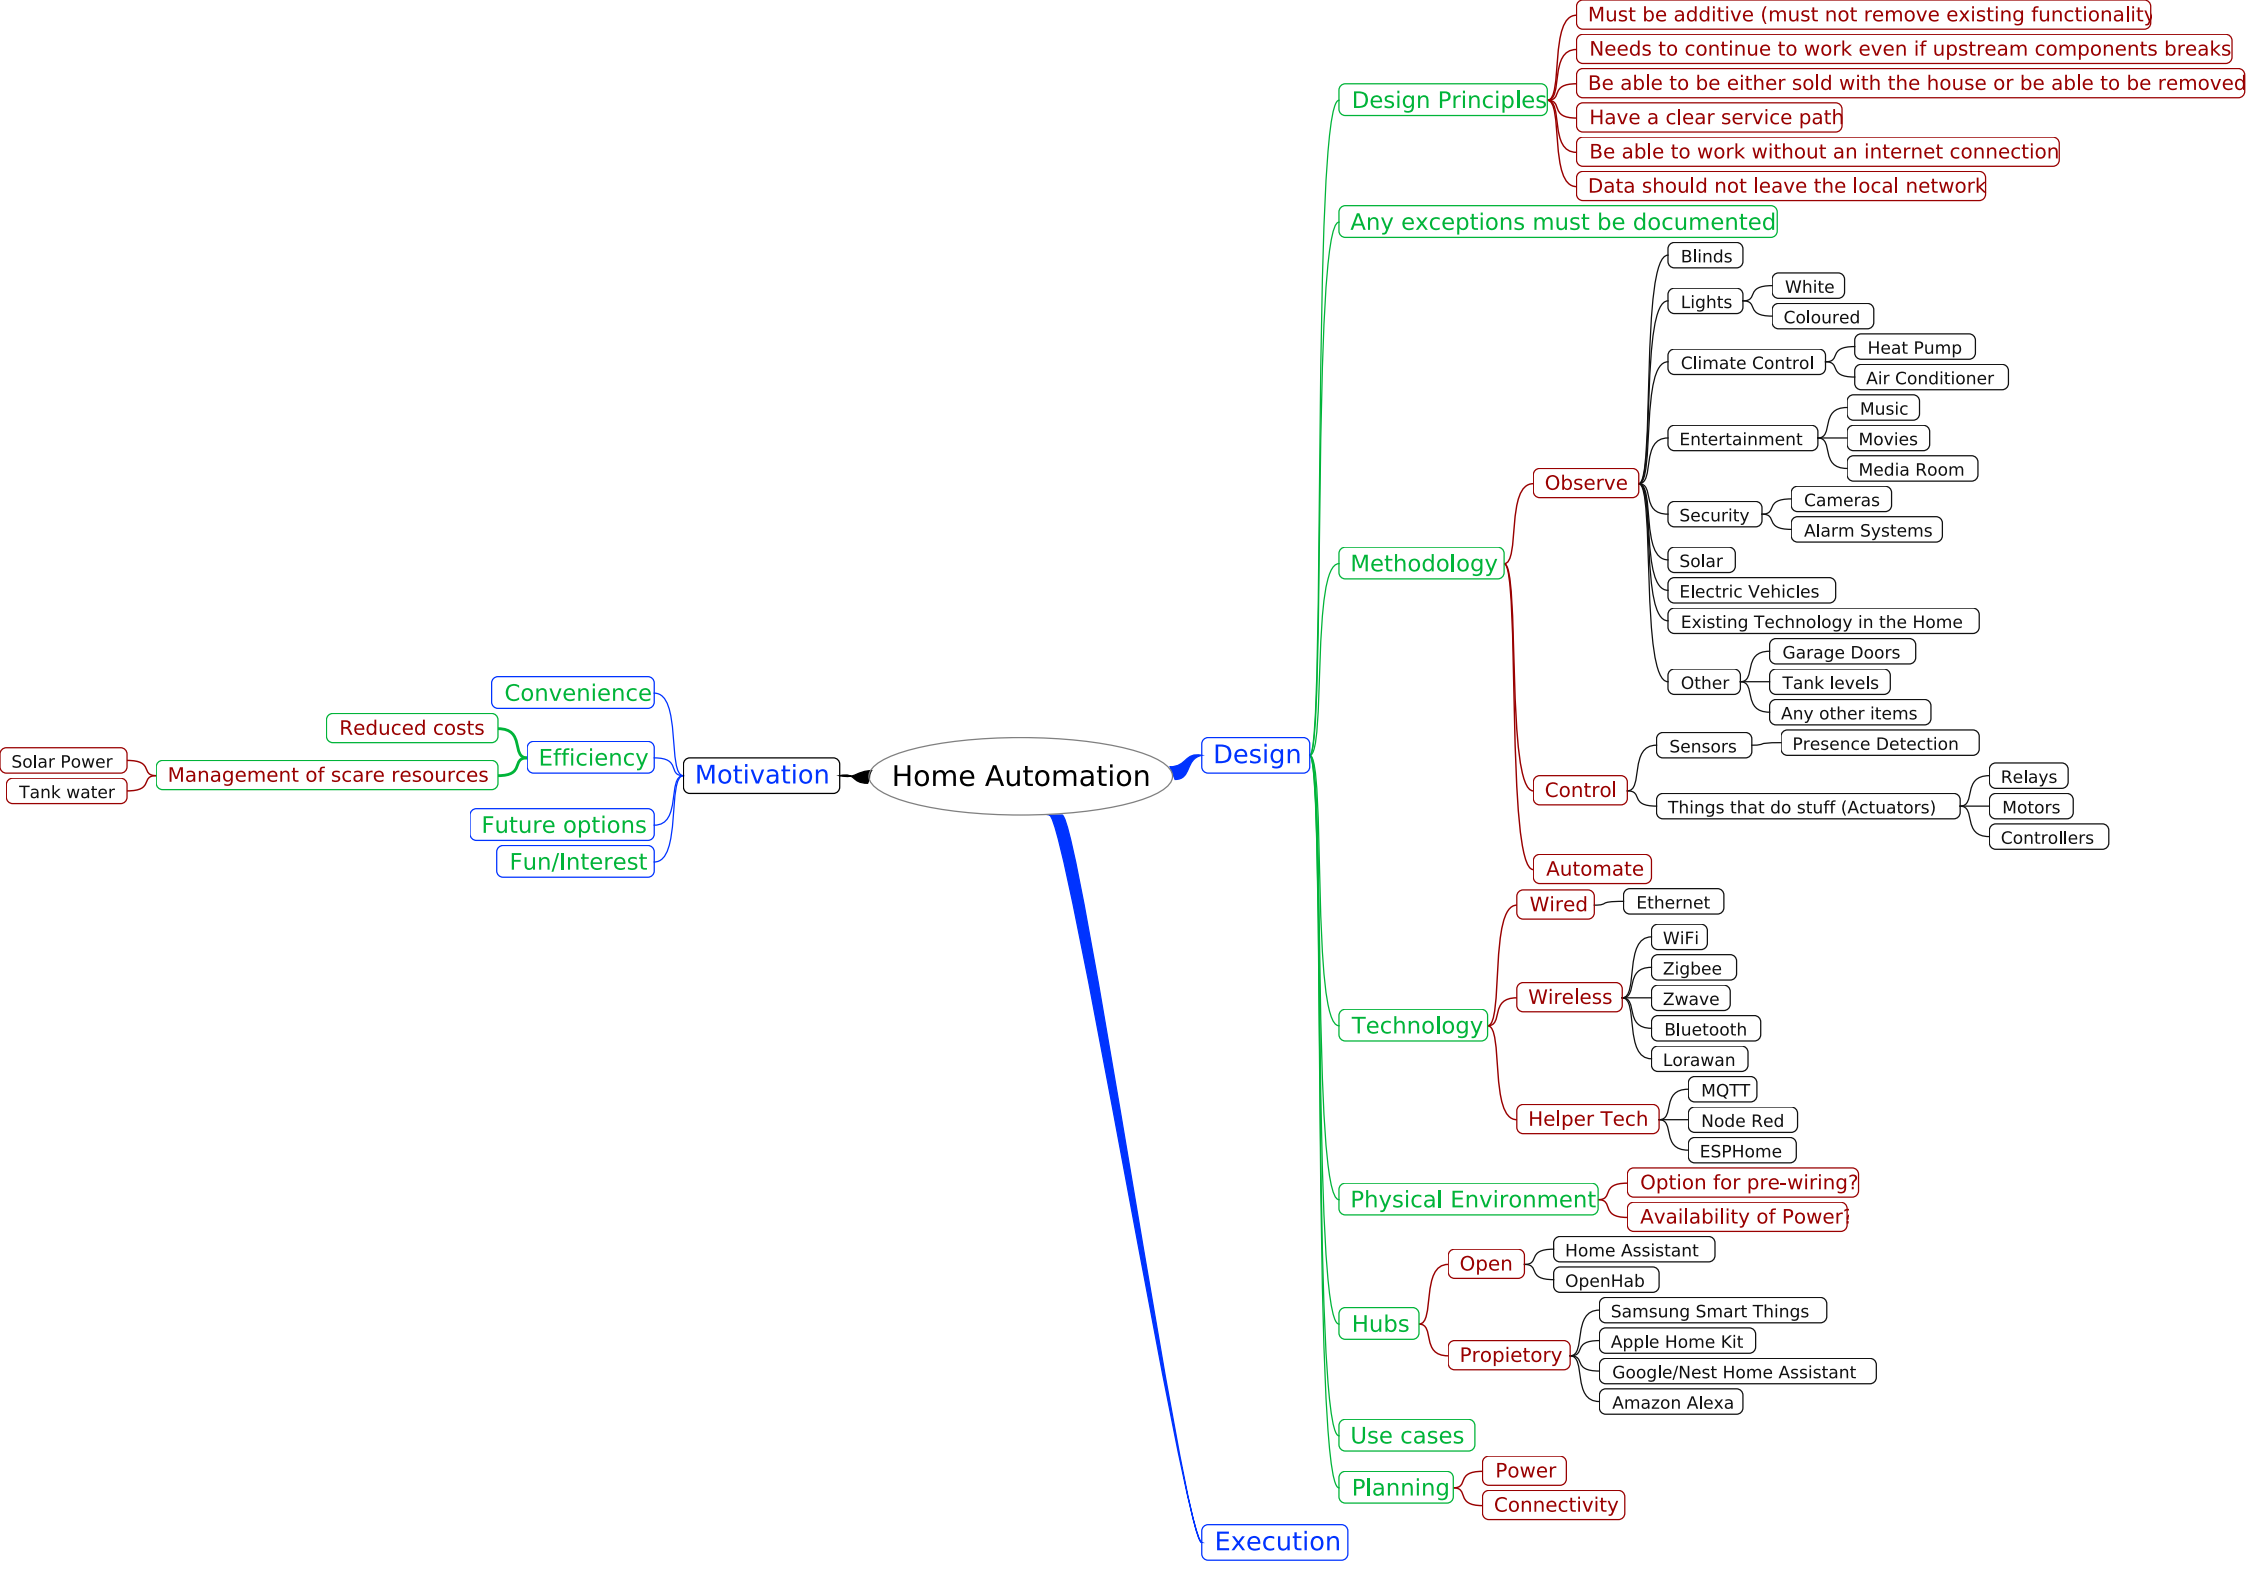 Home Automation
Motivation
Convenience
Efficiency
Reduced costs
Management of scare resources
Solar Power
Tank water
Future options
Fun/Interest
Design
Design Principles
Must be additive (must not remove existing functionality
Needs to continue to work even if upstream components breaks
Be able to be either sold with the house or be able to be removed
Have a clear service path
Be able to work without an internet connection
Data should not leave the local network
Any exceptions must be documented
Methodology
Observe
Blinds
Lights
White
Coloured
Climate Control
Heat Pump
Air Conditioner
Entertainment
Music
Movies
Media Room
Security
Cameras
Alarm Systems
Solar
Electric Vehicles
Existing Technology in the Home
Other
Garage Doors
Tank levels
Any other items
Control
Sensors
Presence Detection
Things that do stuff (Actuators)
Relays
Motors
Controllers
Automate
Technology
Wired
Ethernet
Wireless
WiFi
Zigbee
Zwave
Bluetooth
Lorawan
Helper Tech
MQTT
Node Red
ESPHome
Physical Environment
Option for pre-wiring?
Availability of Power?
Hubs
Open
Home Assistant
OpenHab
Propietory
Samsung Smart Things
Apple Home Kit
Google/Nest Home Assistant
Amazon Alexa
Use cases
Planning
Power
Connectivity
Execution